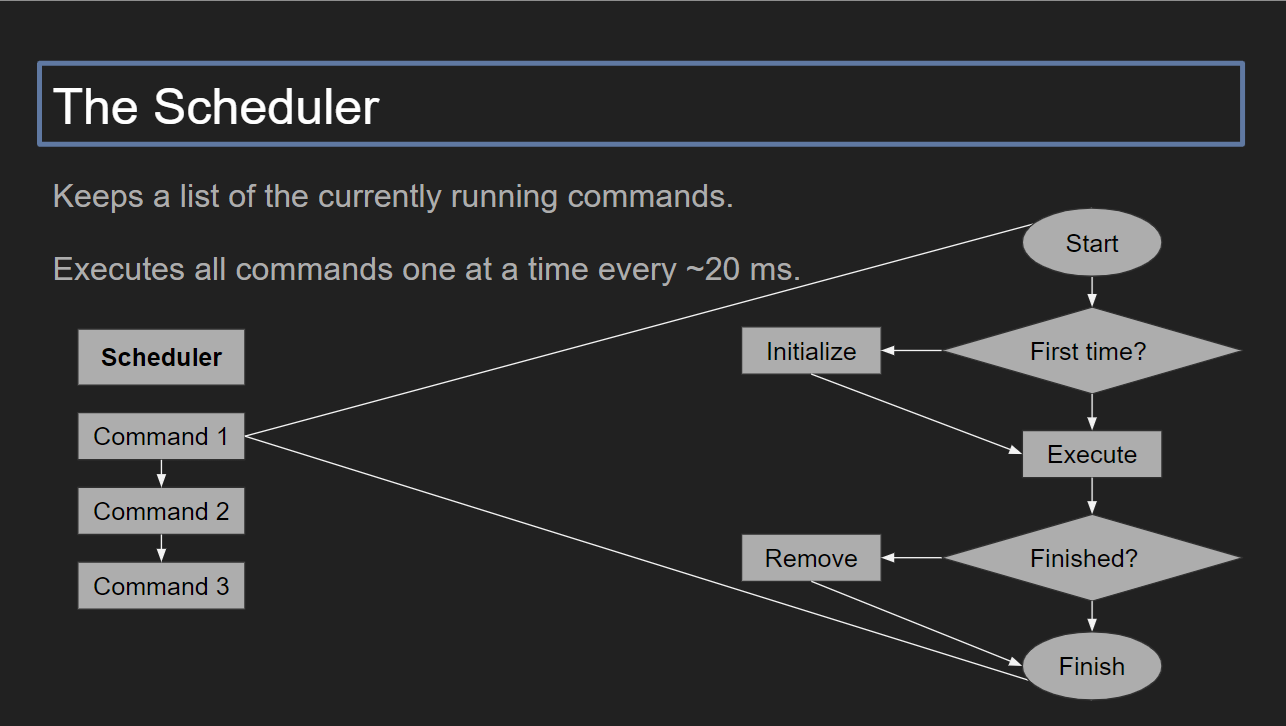 The Scheduler
Keeps a list of the currently running commands.
Executes all commands one at a time every ~20 ms.
Scheduler
Command 1
Command 2
Command 3
Start
First time?
Initialize
Execute
Finished?
Remove
Finish